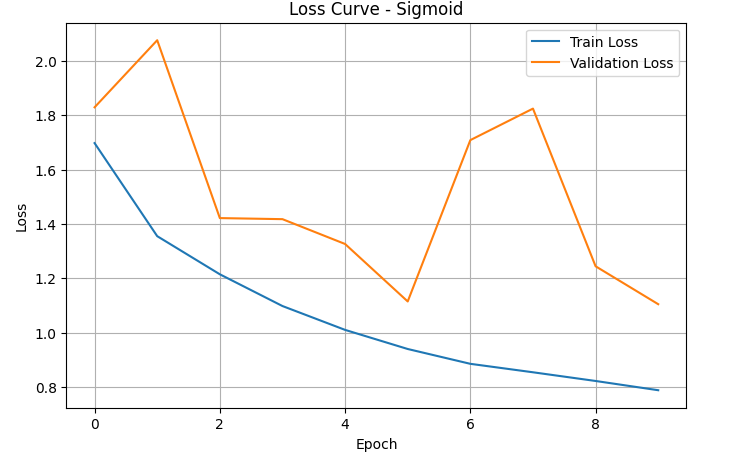 Loss Curve - Sigmoid
Train Loss
Validation Loss
2.0
1.8
1.6
1.4
1.2
1.0
0.8
Loss
0 2 4 6 8
Epoch